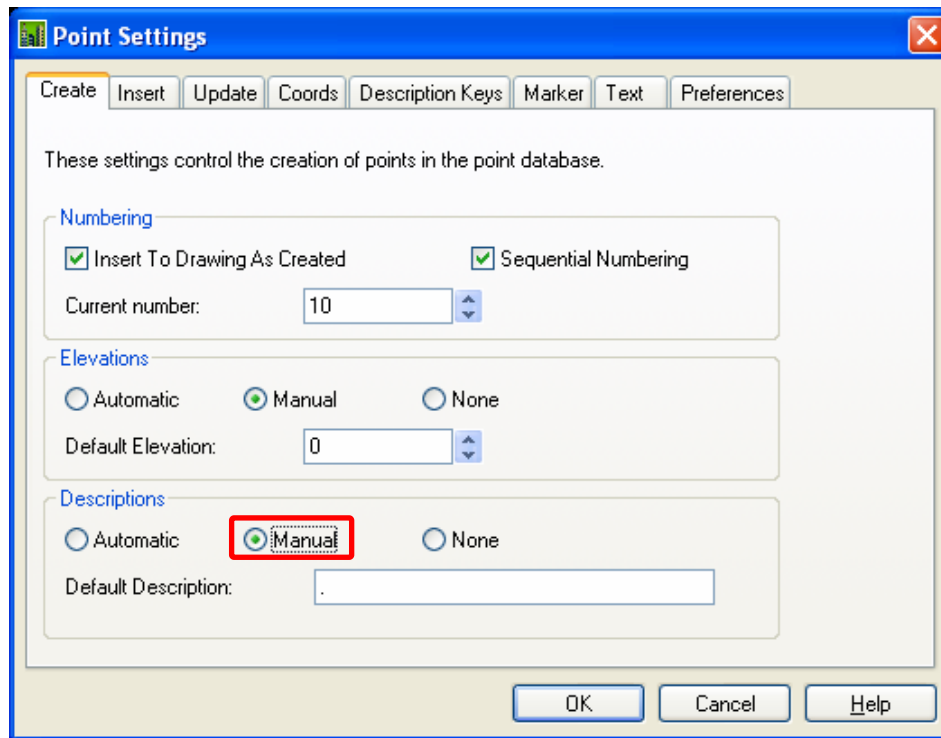 Point Settings
Create Insert Update Coords Description Keys Marker Text Preferences
These settings control the creation of points in the point database.
Numbering
Insert To Drawing As Created Sequential Numbering
Current number: 10
Elevations
Automatic Manual None
Default Elevation: 0
Descriptions
Automatic Manual None
Default Description: .
OK Cancel Help